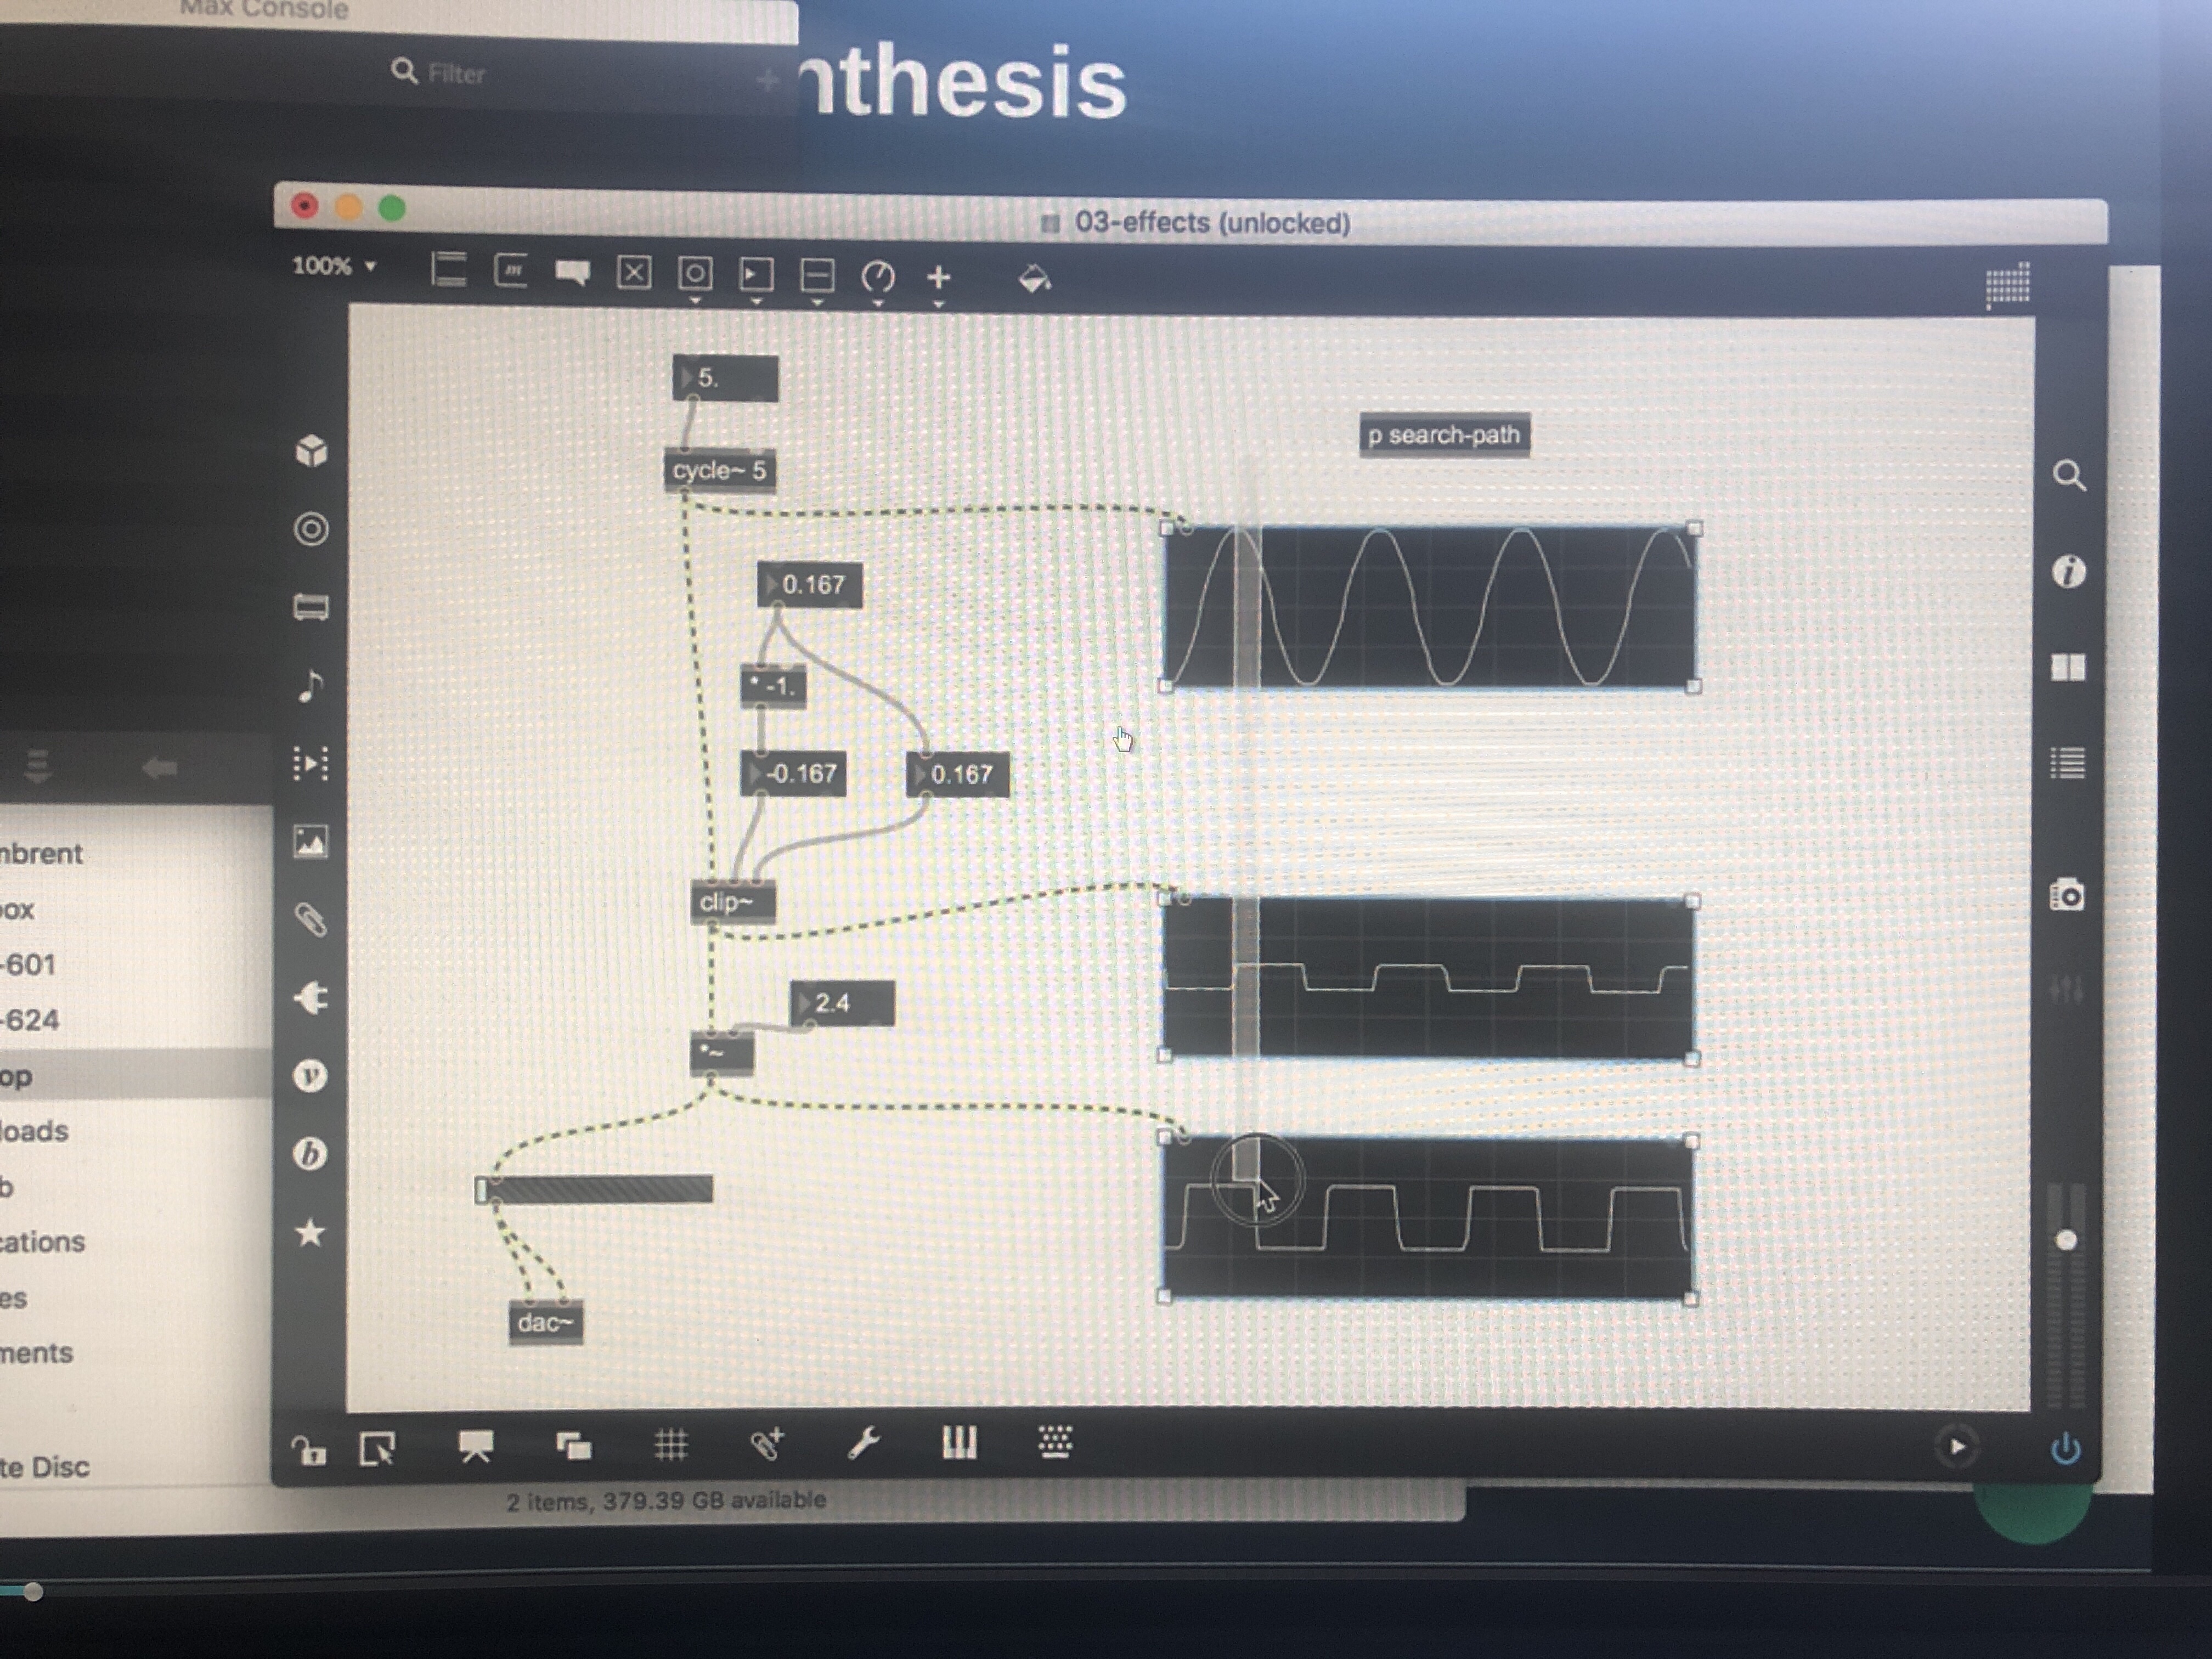 Max Console
Filter
nthesis
03-effects (unlocked)
100%
5.
cycle~ 5
p search-path
0.167
* -1.
-0.167
0.167
clip~
2.4
*~
dac~
mbrent
ox
-601
-624
op
loads
b
cations
es
ments
te Disc
2 items, 379.39 GB available